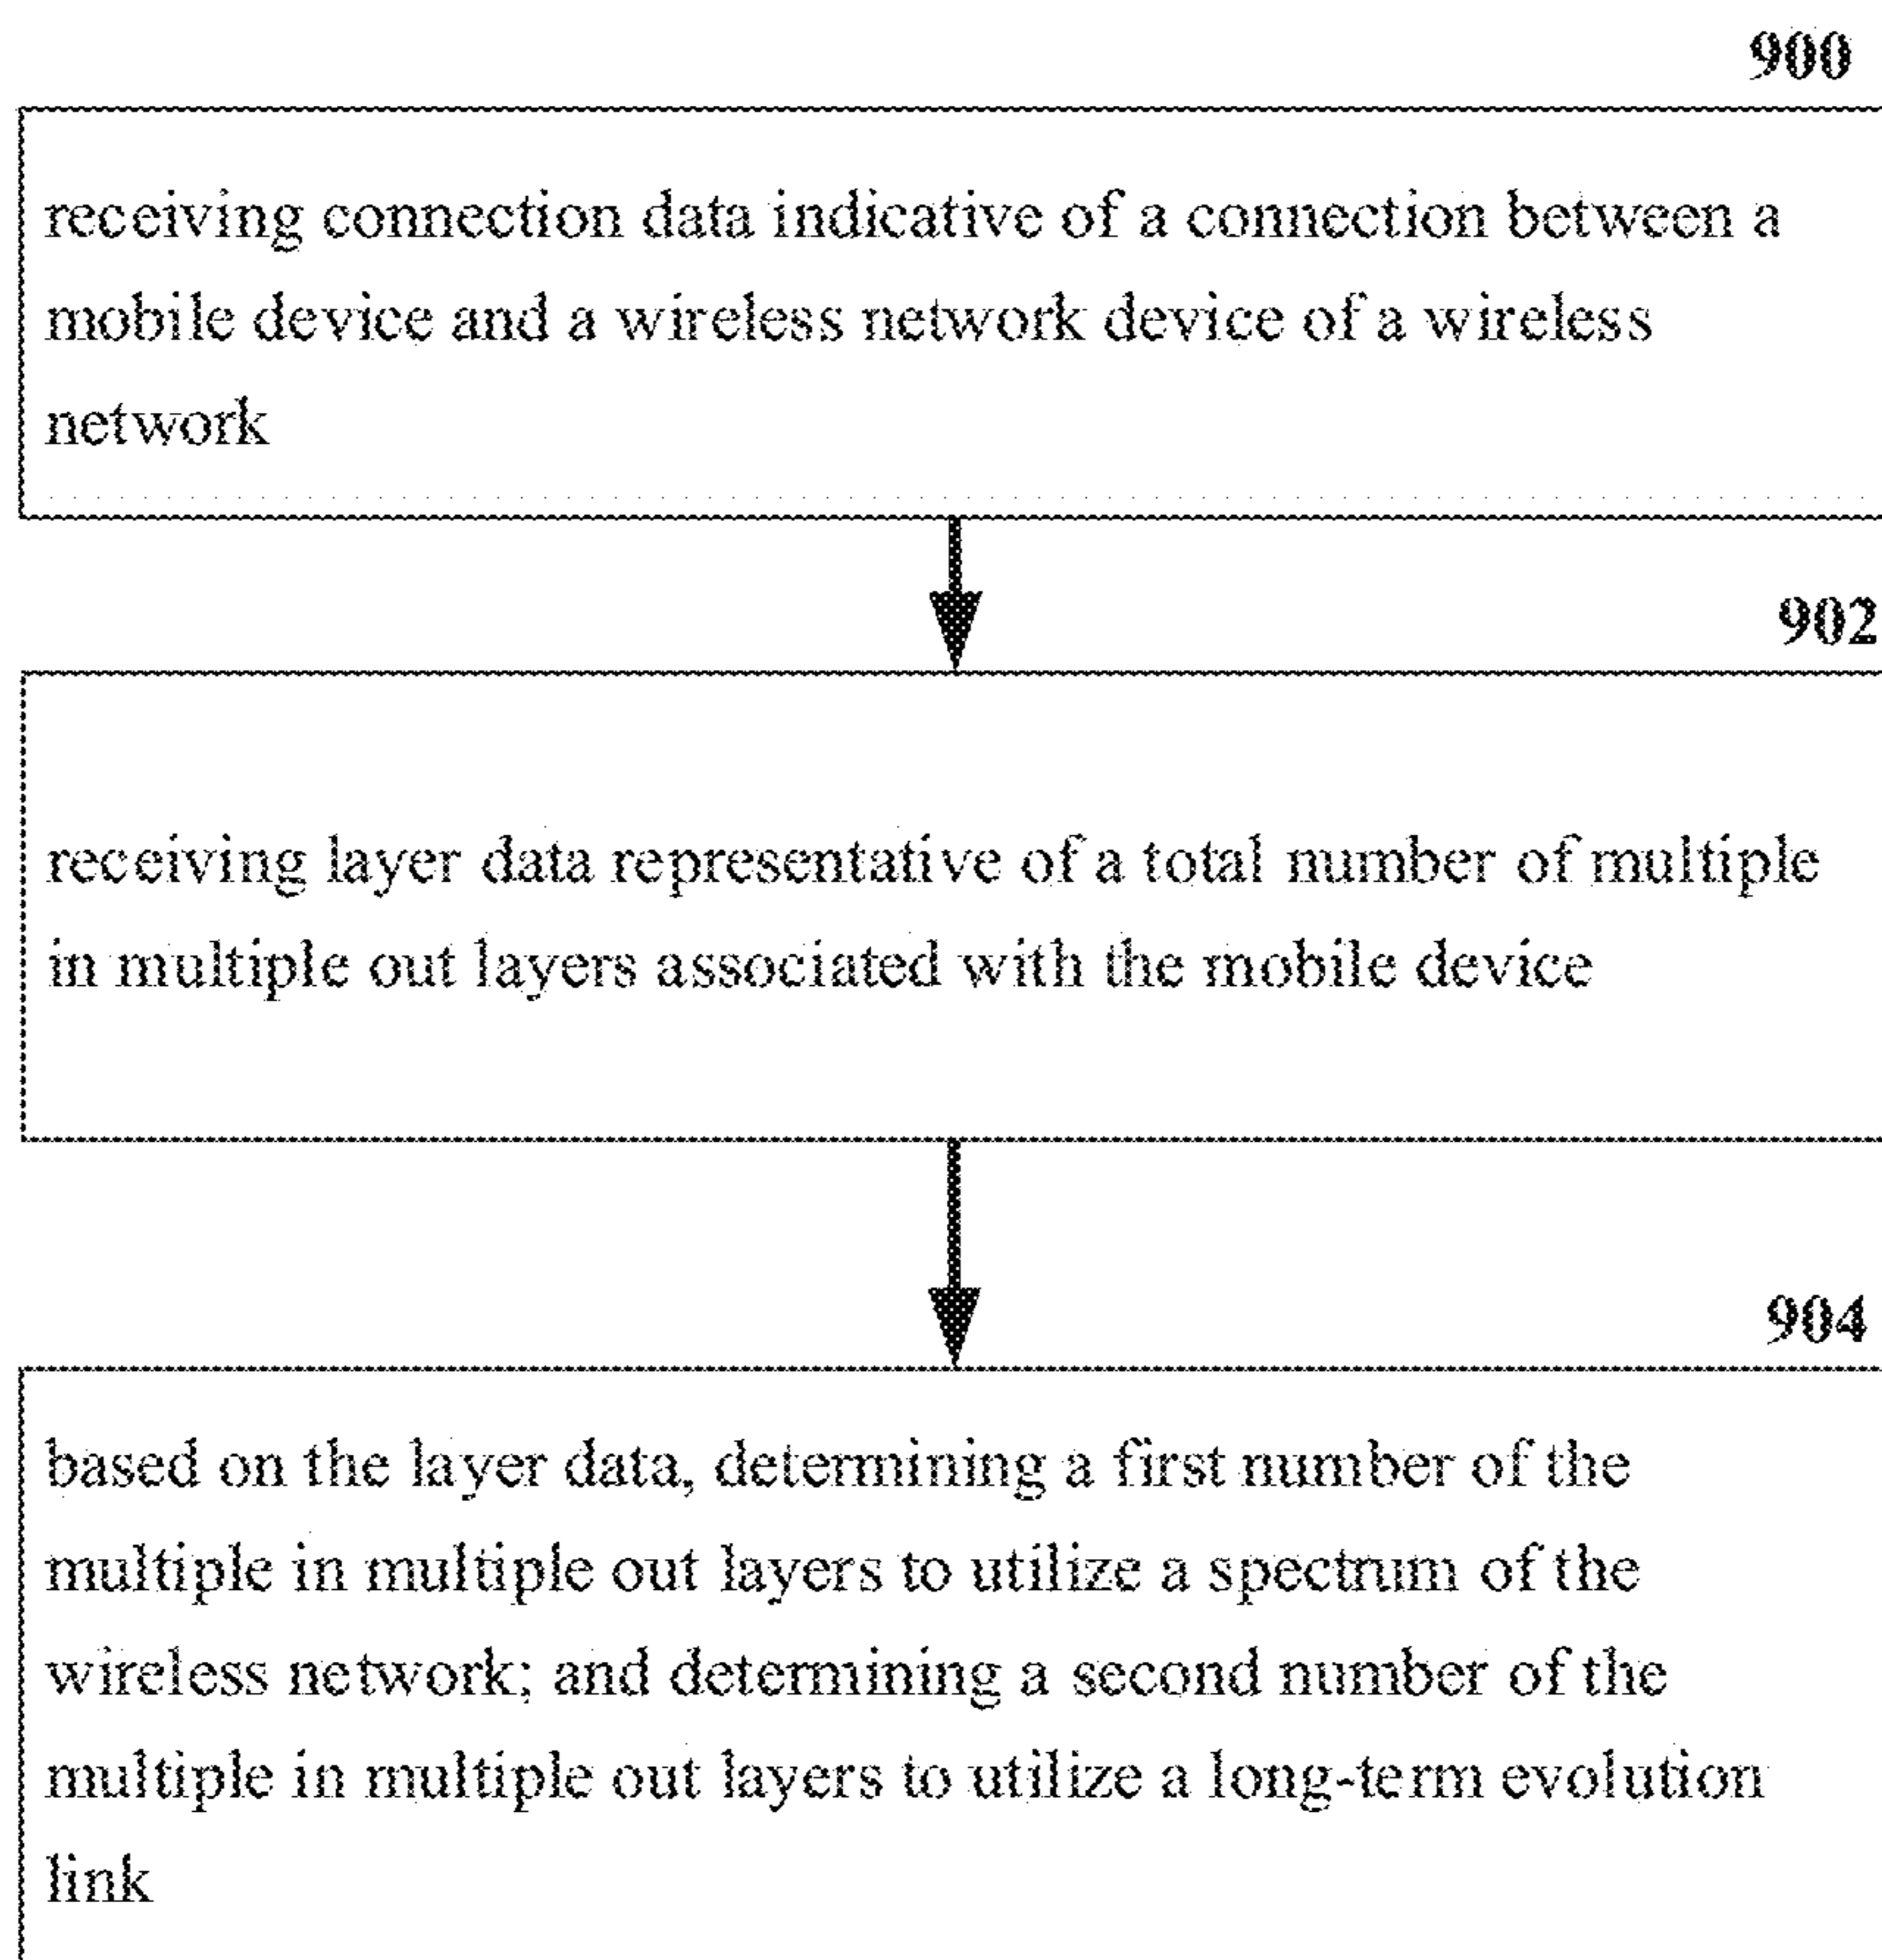 900
receiving connection data indicative of a connection between a
mobile device and a wireless network device of a wireless
network
902
receiving layer data representative of a total number of multiple
in multiple out layers associated with the mobile device
904
based on the layer data, determining a first number of the
multiple in multiple out layers to utilize a spectrum of the
wireless network; and determining a second number of the
multiple in multiple out layers to utilize a long-term evolution
link